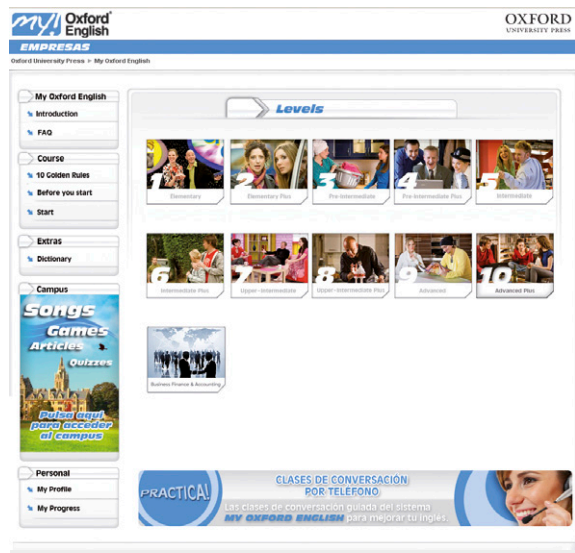 my! Oxford English
OXFORD
UNIVERSITY PRESS
EMPRESAS
Oxford University Press ▸ My Oxford English
My Oxford English
Introduction
FAQ
Course
10 Golden Rules
Before you start
Start
Extras
Dictionary
Campus
Songs
Games
Articles
Quizzes
Pulsa aquí
para acceder
al campus
Personal
My Profile
My Progress
Levels
1
Elementary
2
Elementary Plus
3
Pre-Intermediate
4
Pre-Intermediate Plus
5
Intermediate
6
Intermediate Plus
7
Upper-Intermediate
8
Upper-Intermediate Plus
9
Advanced
10
Advanced Plus
Business Finance & Accounting
PRACTICA!
CLASES DE CONVERSACIÓN
POR TELÉFONO
Las clases de conversación guiada del sistema
MY OXFORD ENGLISH para mejorar tu inglés.